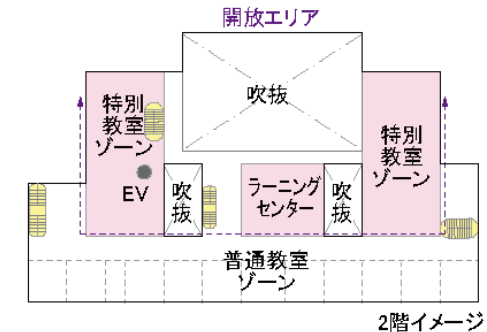 開放エリア
吹抜
特別
教室
ゾーン
特別
教室
ゾーン
EV
吹
抜
ラーニング
センター
吹
抜
普通教室
ゾーン
2階イメージ